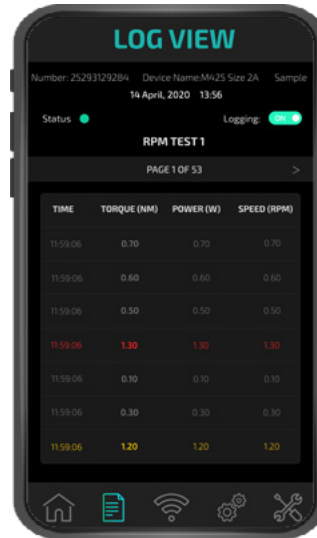 LOG VIEW
Number: 25293129284 Device Name:M425 Size 2A Sample
14 April, 2020 13:56
Status Logging: ON
RPM TEST 1
PAGE 1 OF 53 >
TIME TORQUE (NM) POWER (W) SPEED (RPM)
11:59:06 0.70 0.70 0.70
11:59:06 0.60 0.60 0.60
11:59:06 0.50 0.50 0.50
11:59:06 1.30 1.30 1.30
11:59:06 0.10 0.10 0.10
11:59:06 0.30 0.30 0.30
11:59:06 1.20 1.20 1.20